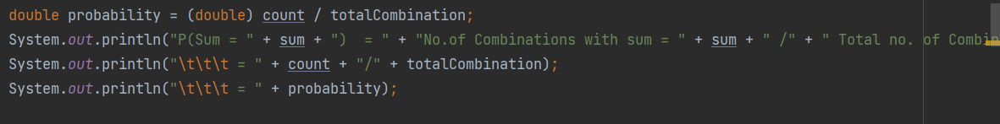 double probability = (double) count / totalCombination;
System.out.println("P(Sum = " + sum + ")  = " + "No.of Combinations with sum = " + sum + " /" + " Total no. of Combin
System.out.println("\t\t\t = " + count + "/" + totalCombination);
System.out.println("\t\t\t = " + probability);